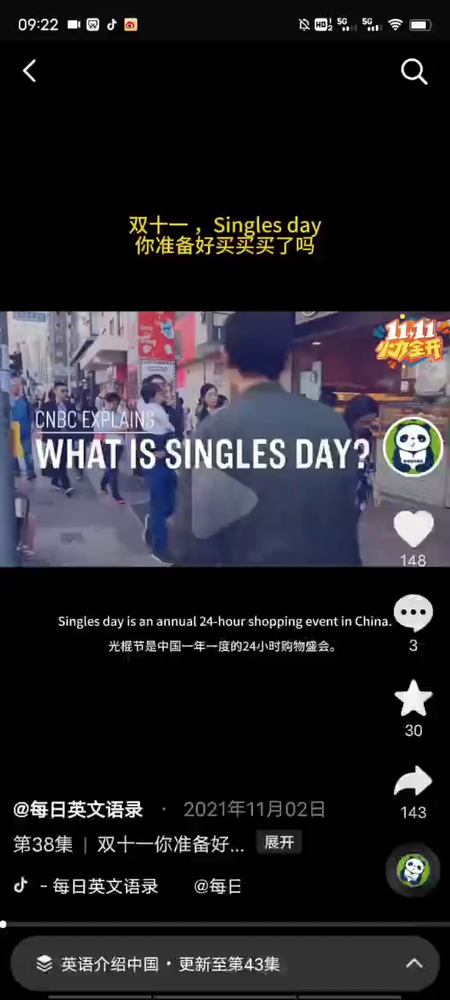 09:22
双十一，Singles day
你准备好买买买了吗
11.11
火力全开
CNBC EXPLAINS
WHAT IS SINGLES DAY?
148
Singles day is an annual 24-hour shopping event in China.
光棍节是中国一年一度的24小时购物盛会。
3
30
143
@每日英文语录 · 2021年11月02日
第38集 | 双十一你准备好... 展开
- 每日英文语录 @每日
英语介绍中国·更新至第43集